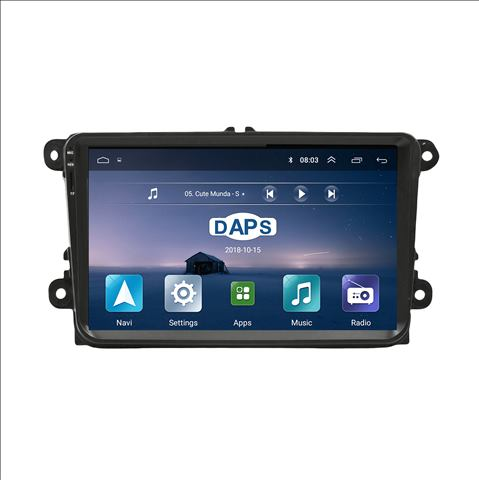 08:03
05. Cute Munda - S
DAPS
2018-10-15
Navi
Settings
Apps
Music
Radio